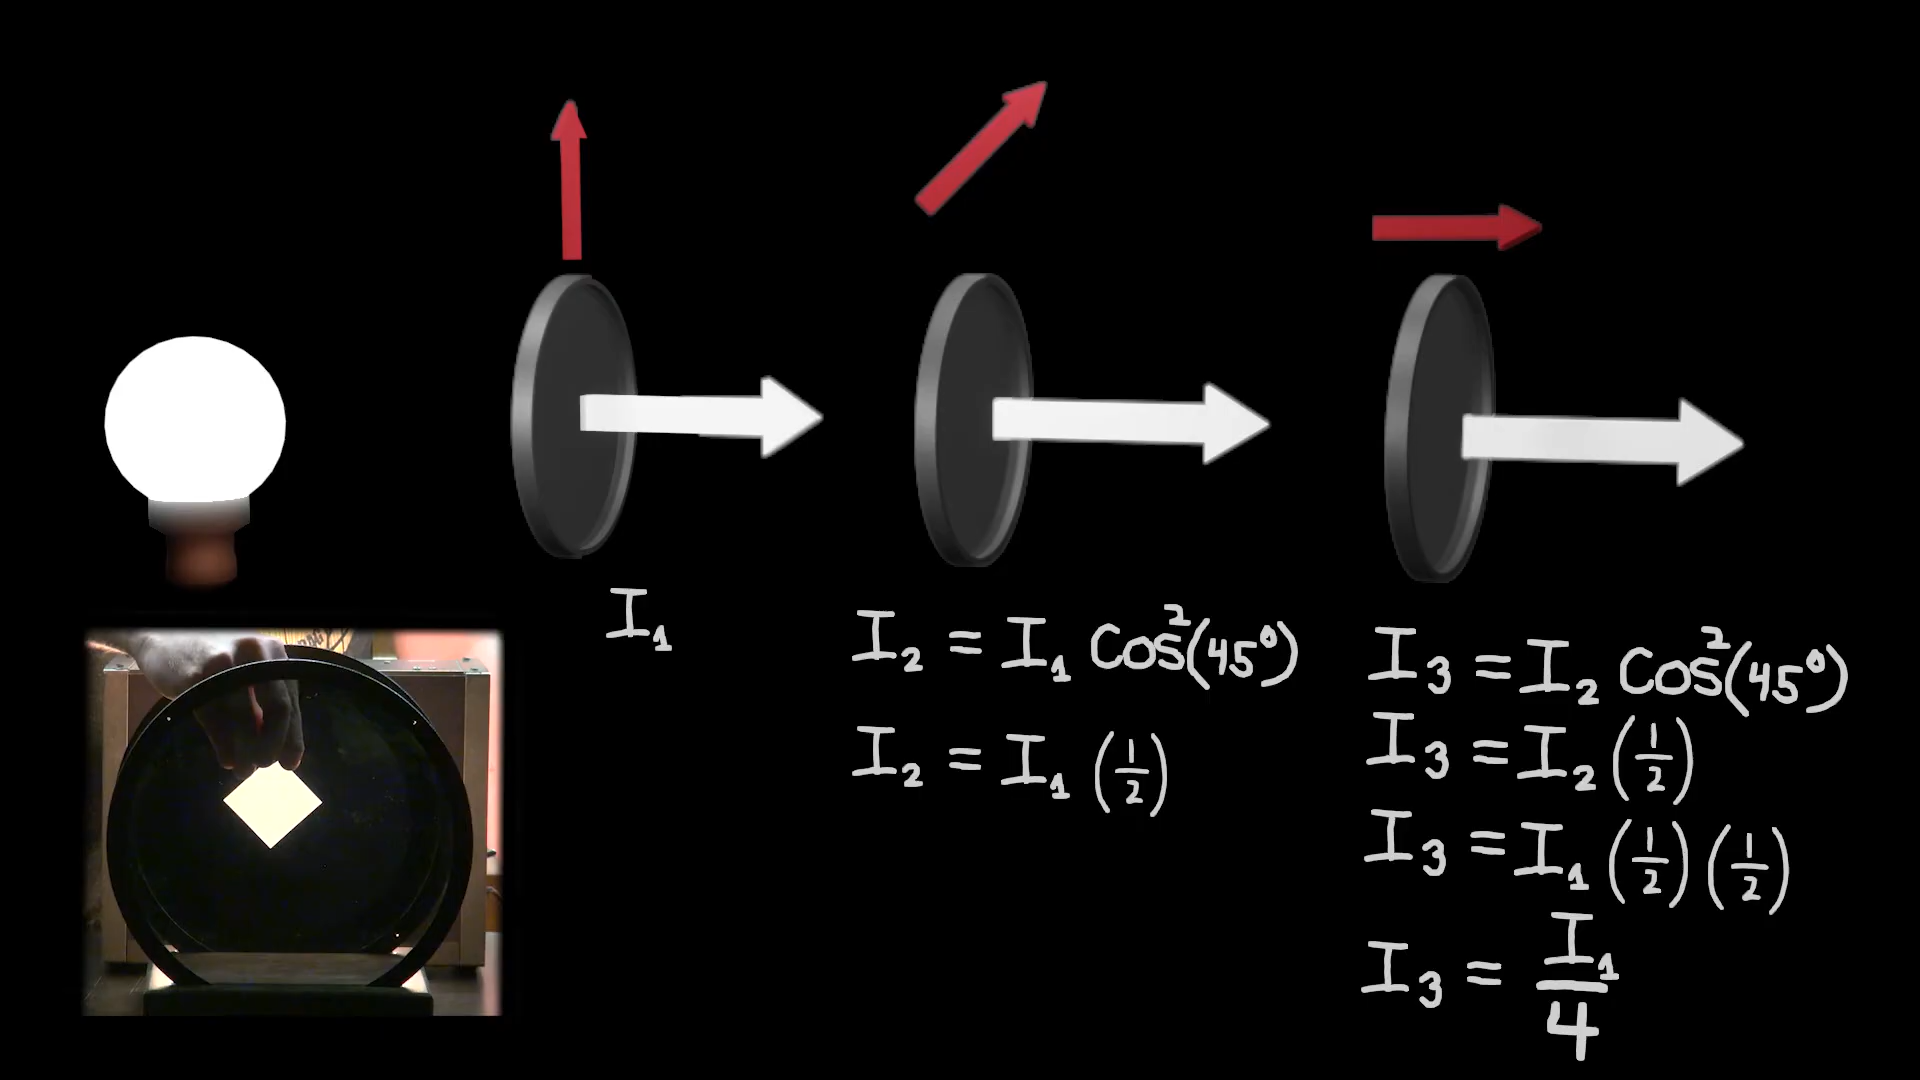 I₁
I₂ = I₁ Cos²(45°)
I₂ = I₁ (1/2)
I₃ = I₂ Cos²(45°)
I₃ = I₂ (1/2)
I₃ = I₁ (1/2) (1/2)
I₃ = I₁/4